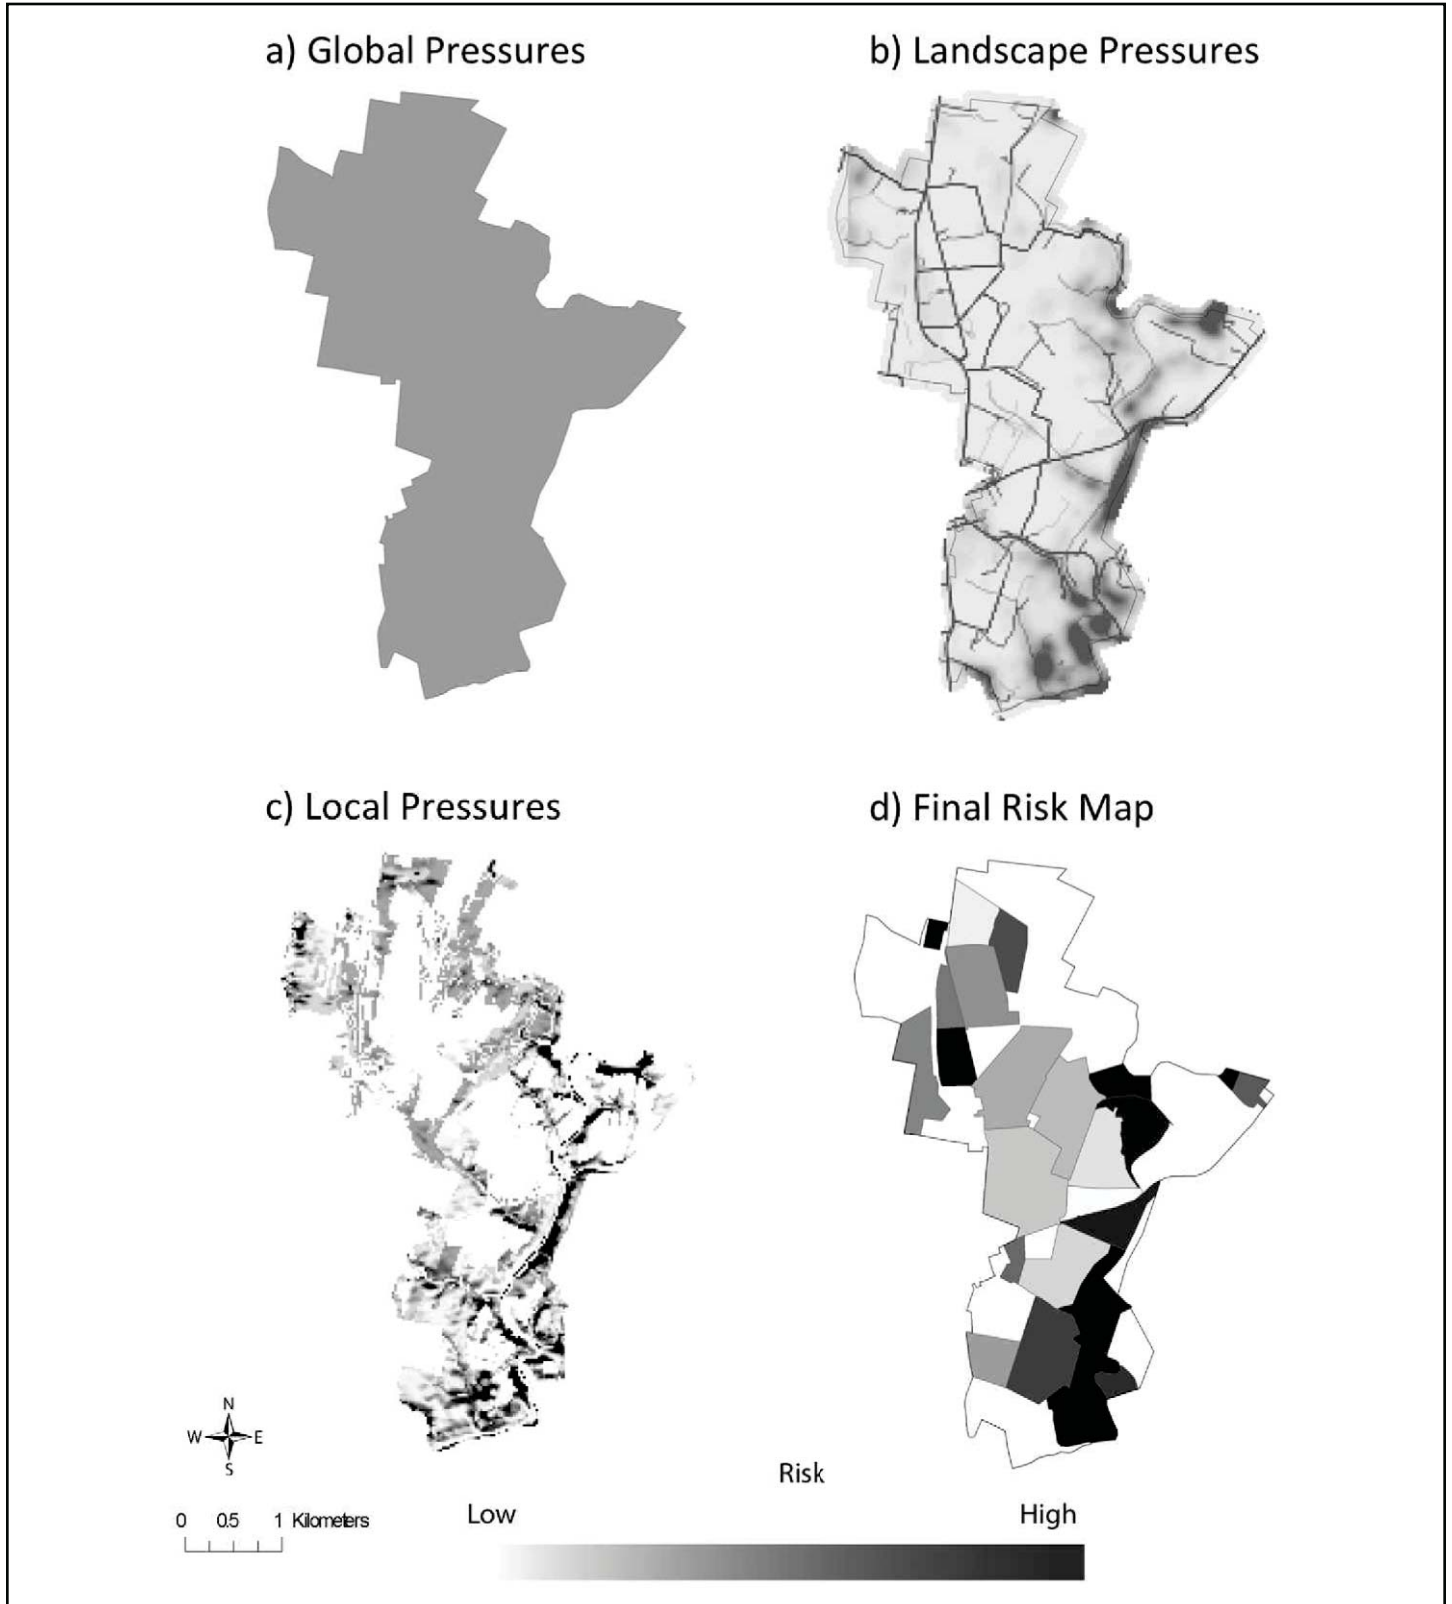 a) Global Pressures
b) Landscape Pressures
c) Local Pressures
d) Final Risk Map
N
W E
S
0 0.5 1 Kilometers
Risk
Low High